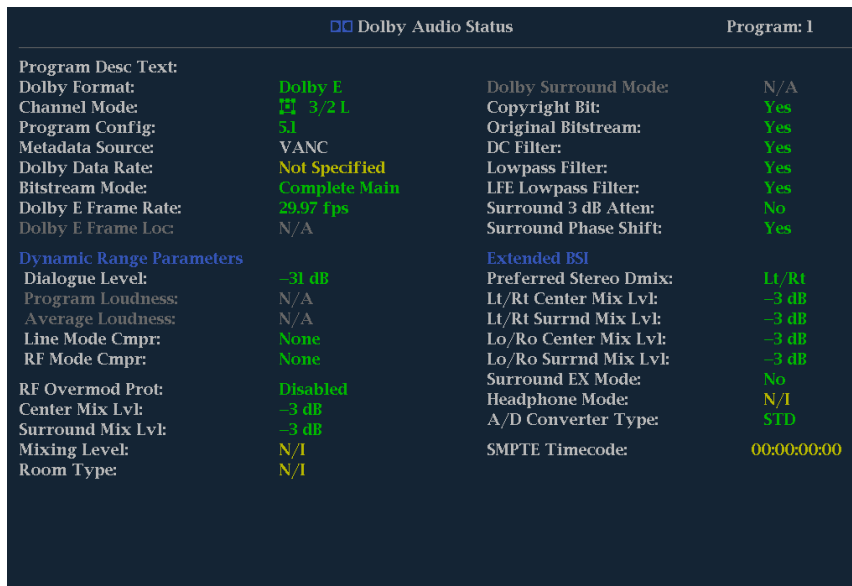 Dolby Audio Status
Program: 1
Program Desc Text:
Dolby Format: Dolby E
Channel Mode: 3/2 L
Program Config: 5.1
Metadata Source: VANC
Dolby Data Rate: Not Specified
Bitstream Mode: Complete Main
Dolby E Frame Rate: 29.97 fps
Dolby E Frame Loc: N/A
Dynamic Range Parameters
Dialogue Level: –31 dB
Program Loudness: N/A
Average Loudness: N/A
Line Mode Cmpr: None
RF Mode Cmpr: None
RF Overmod Prot: Disabled
Center Mix Lvl: –3 dB
Surround Mix Lvl: –3 dB
Mixing Level: N/I
Room Type: N/I
Dolby Surround Mode: N/A
Copyright Bit: Yes
Original Bitstream: Yes
DC Filter: Yes
Lowpass Filter: Yes
LFE Lowpass Filter: Yes
Surround 3 dB Atten: No
Surround Phase Shift: Yes
Extended BSI
Preferred Stereo Dmix: Lt/Rt
Lt/Rt Center Mix Lvl: –3 dB
Lt/Rt Surrnd Mix Lvl: –3 dB
Lo/Ro Center Mix Lvl: –3 dB
Lo/Ro Surrnd Mix Lvl: –3 dB
Surround EX Mode: No
Headphone Mode: N/I
A/D Converter Type: STD
SMPTE Timecode: 00:00:00:00